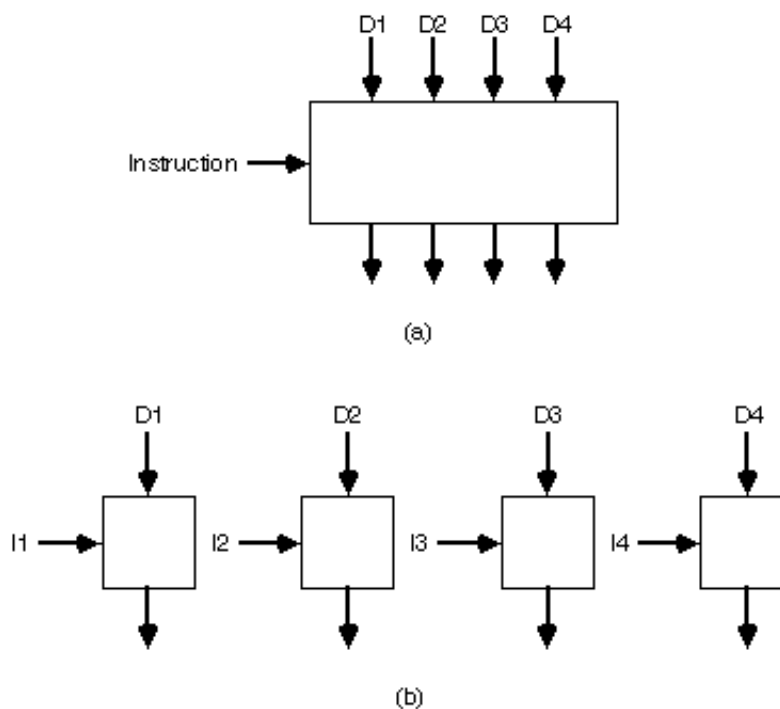 D1 D2 D3 D4
Instruction
(a)
D1 D2 D3 D4
I1 I2 I3 I4
(b)